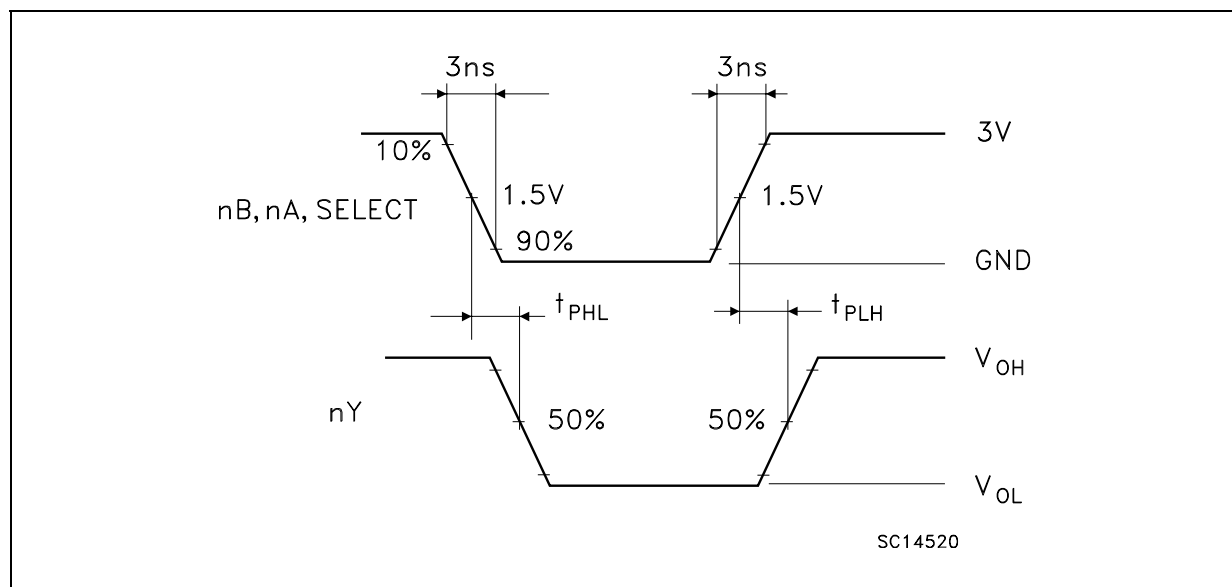 3ns 3ns
3V
10%
1.5V 1.5V
nB, nA, SELECT
90%
GND
tPHL tPLH
VOH
nY 50% 50%
VOL
SC14520